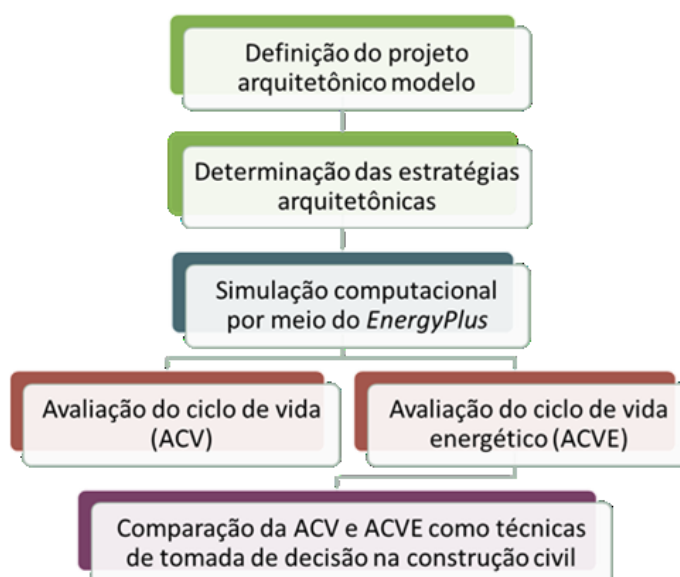 Definição do projeto
arquitetônico modelo
Determinação das estratégias
arquitetônicas
Simulação computacional
por meio do EnergyPlus
Avaliação do ciclo de vida
(ACV)
Avaliação do ciclo de vida
energético (ACVE)
Comparação da ACV e ACVE como técnicas
de tomada de decisão na construção civil